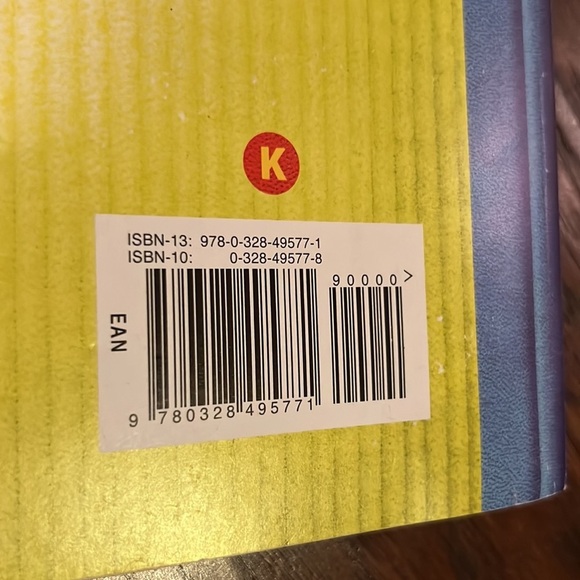 K
ISBN-13: 978-0-328-49577-1
ISBN-10: 0-328-49577-8
90000>
EAN
9 780328 495771